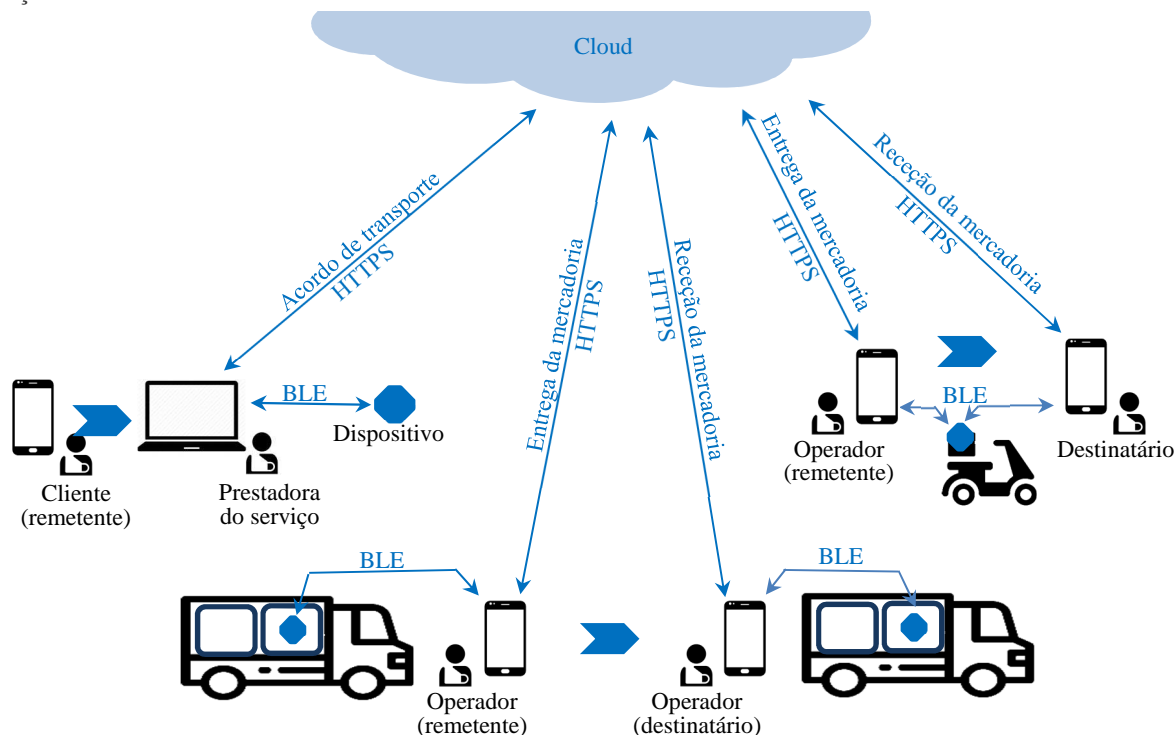 Cloud
Acordo de transporte
HTTPS
Entrega da mercadoria
HTTPS
Receção da mercadoria
HTTPS
Entrega da mercadoria
HTTPS
Receção da mercadoria
HTTPS
BLE
Dispositivo
Cliente
(remetente)
Prestadora
do serviço
BLE
Operador
(remetente)
Destinatário
BLE
Operador
(remetente)
BLE
Operador
(destinatário)